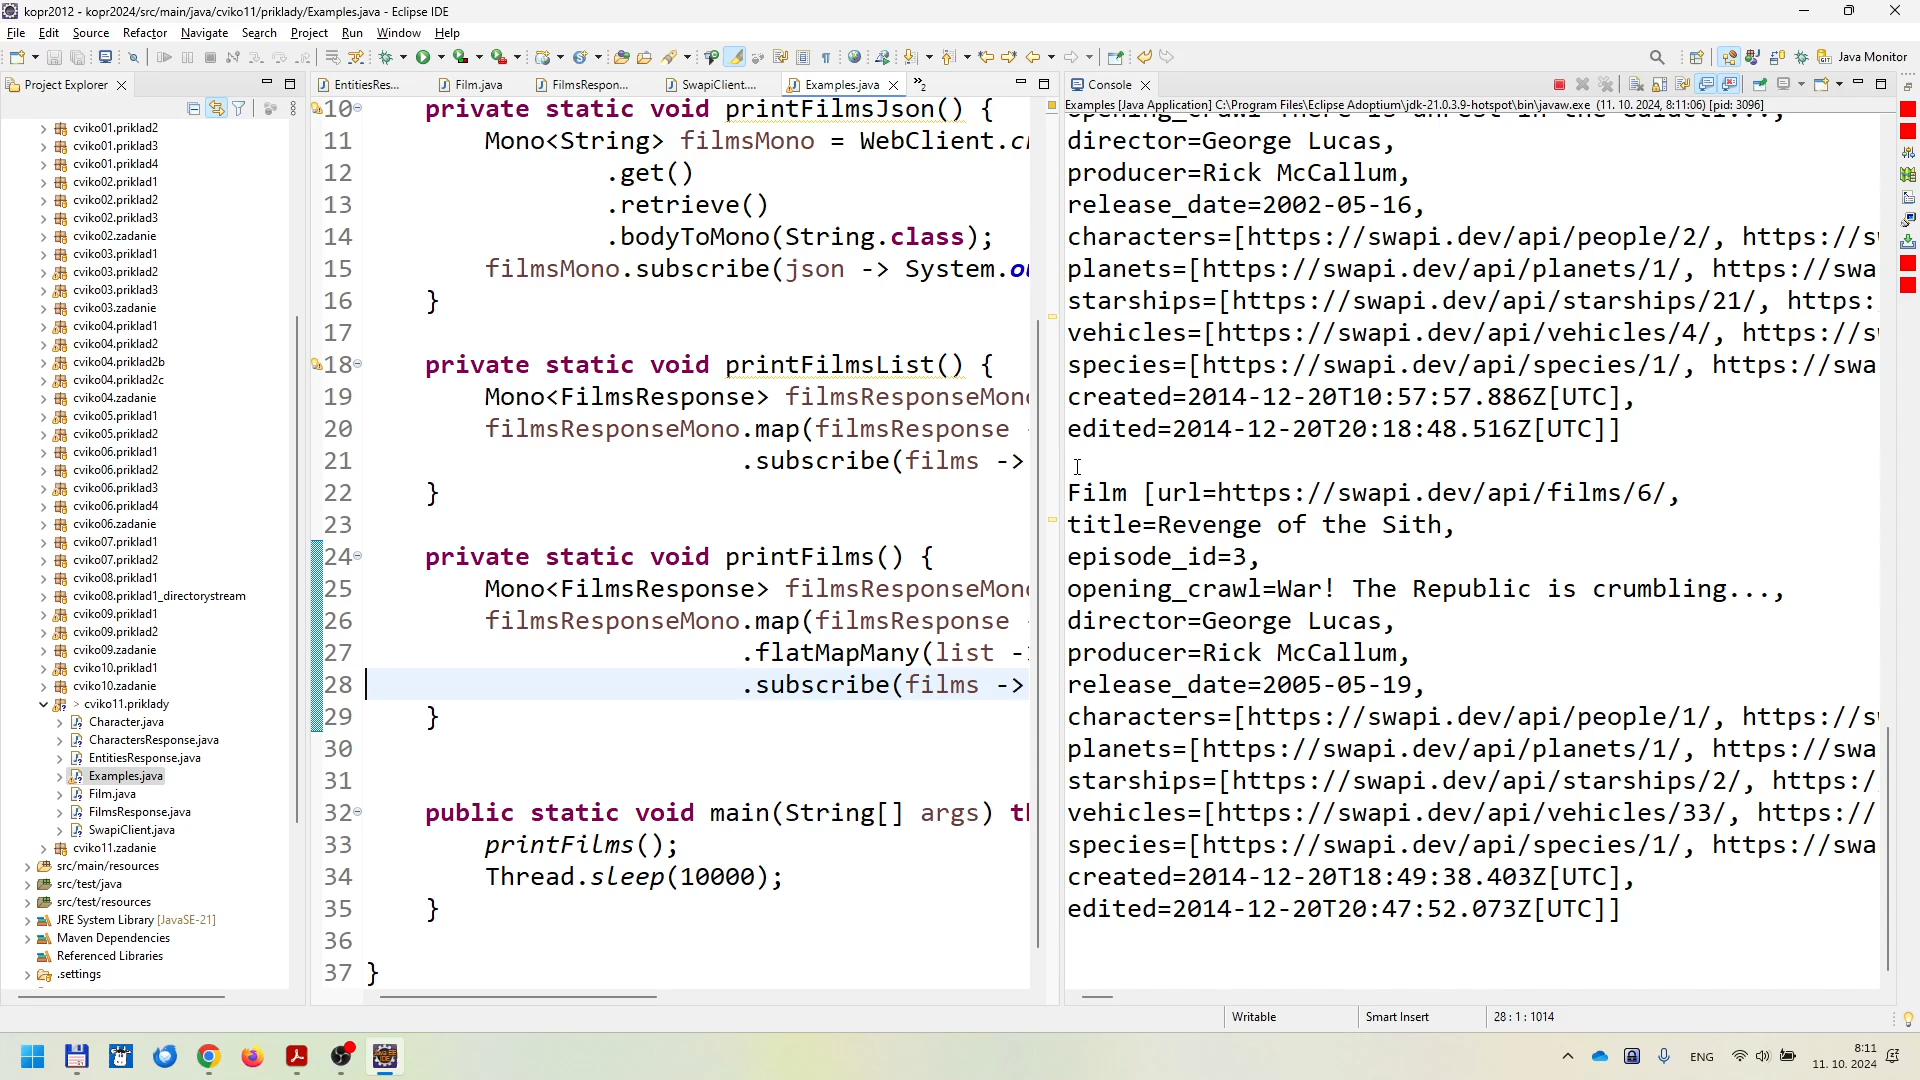 kopr2012 - kopr2024/src/main/java/cviko11/priklady/Examples.java - Eclipse IDE
File Edit Source Refactor Navigate Search Project Run Window Help
Java Monitor
Project Explorer
EntitiesRes... Film.java FilmsRespon... SwapiClient.... Examples.java »2
Console
Examples [Java Application] C:\Program Files\Eclipse Adoptium\jdk-21.0.3.9-hotspot\bin\javaw.exe (11. 10. 2024, 8:11:06) [pid: 3096]
cviko01.priklad2
cviko01.priklad3
cviko01.priklad4
cviko02.priklad1
cviko02.priklad2
cviko02.priklad3
cviko02.zadanie
cviko03.priklad1
cviko03.priklad2
cviko03.priklad3
cviko03.zadanie
cviko04.priklad1
cviko04.priklad2
cviko04.priklad2b
cviko04.priklad2c
cviko04.zadanie
cviko05.priklad1
cviko05.priklad2
cviko06.priklad1
cviko06.priklad2
cviko06.priklad3
cviko06.priklad4
cviko06.zadanie
cviko07.priklad1
cviko07.priklad2
cviko08.priklad1
cviko08.priklad1_directorystream
cviko09.priklad1
cviko09.priklad2
cviko09.zadanie
cviko10.priklad1
cviko10.zadanie
> cviko11.priklady
Character.java
CharactersResponse.java
EntitiesResponse.java
Examples.java
Film.java
FilmsResponse.java
SwapiClient.java
cviko11.zadanie
src/main/resources
src/test/java
src/test/resources
JRE System Library [JavaSE-21]
Maven Dependencies
Referenced Libraries
.settings
10 private static void printFilmsJson() {
11 Mono<String> filmsMono = WebClient.cr
12 .get()
13 .retrieve()
14 .bodyToMono(String.class);
15 filmsMono.subscribe(json -> System.ou
16 }
17
18 private static void printFilmsList() {
19 Mono<FilmsResponse> filmsResponseMono
20 filmsResponseMono.map(filmsResponse -
21 .subscribe(films ->
22 }
23
24 private static void printFilms() {
25 Mono<FilmsResponse> filmsResponseMono
26 filmsResponseMono.map(filmsResponse -
27 .flatMapMany(list -
28 .subscribe(films ->
29 }
30
31
32 public static void main(String[] args) th
33 printFilms();
34 Thread.sleep(10000);
35 }
36
37 }
opening_crawl=There is unrest in the Galacti...,
director=George Lucas,
producer=Rick McCallum,
release_date=2002-05-16,
characters=[https://swapi.dev/api/people/2/, https://sw
planets=[https://swapi.dev/api/planets/1/, https://swa
starships=[https://swapi.dev/api/starships/21/, https:
vehicles=[https://swapi.dev/api/vehicles/4/, https://s
species=[https://swapi.dev/api/species/1/, https://swa
created=2014-12-20T10:57:57.886Z[UTC],
edited=2014-12-20T20:18:48.516Z[UTC]]
Film [url=https://swapi.dev/api/films/6/,
title=Revenge of the Sith,
episode_id=3,
opening_crawl=War! The Republic is crumbling...,
director=George Lucas,
producer=Rick McCallum,
release_date=2005-05-19,
characters=[https://swapi.dev/api/people/1/, https://sw
planets=[https://swapi.dev/api/planets/1/, https://swa
starships=[https://swapi.dev/api/starships/2/, https:/
vehicles=[https://swapi.dev/api/vehicles/33/, https://
species=[https://swapi.dev/api/species/1/, https://swa
created=2014-12-20T18:49:38.403Z[UTC],
edited=2014-12-20T20:47:52.073Z[UTC]]
Writable Smart Insert 28 : 1 : 1014
ENG
8:11
11. 10. 2024